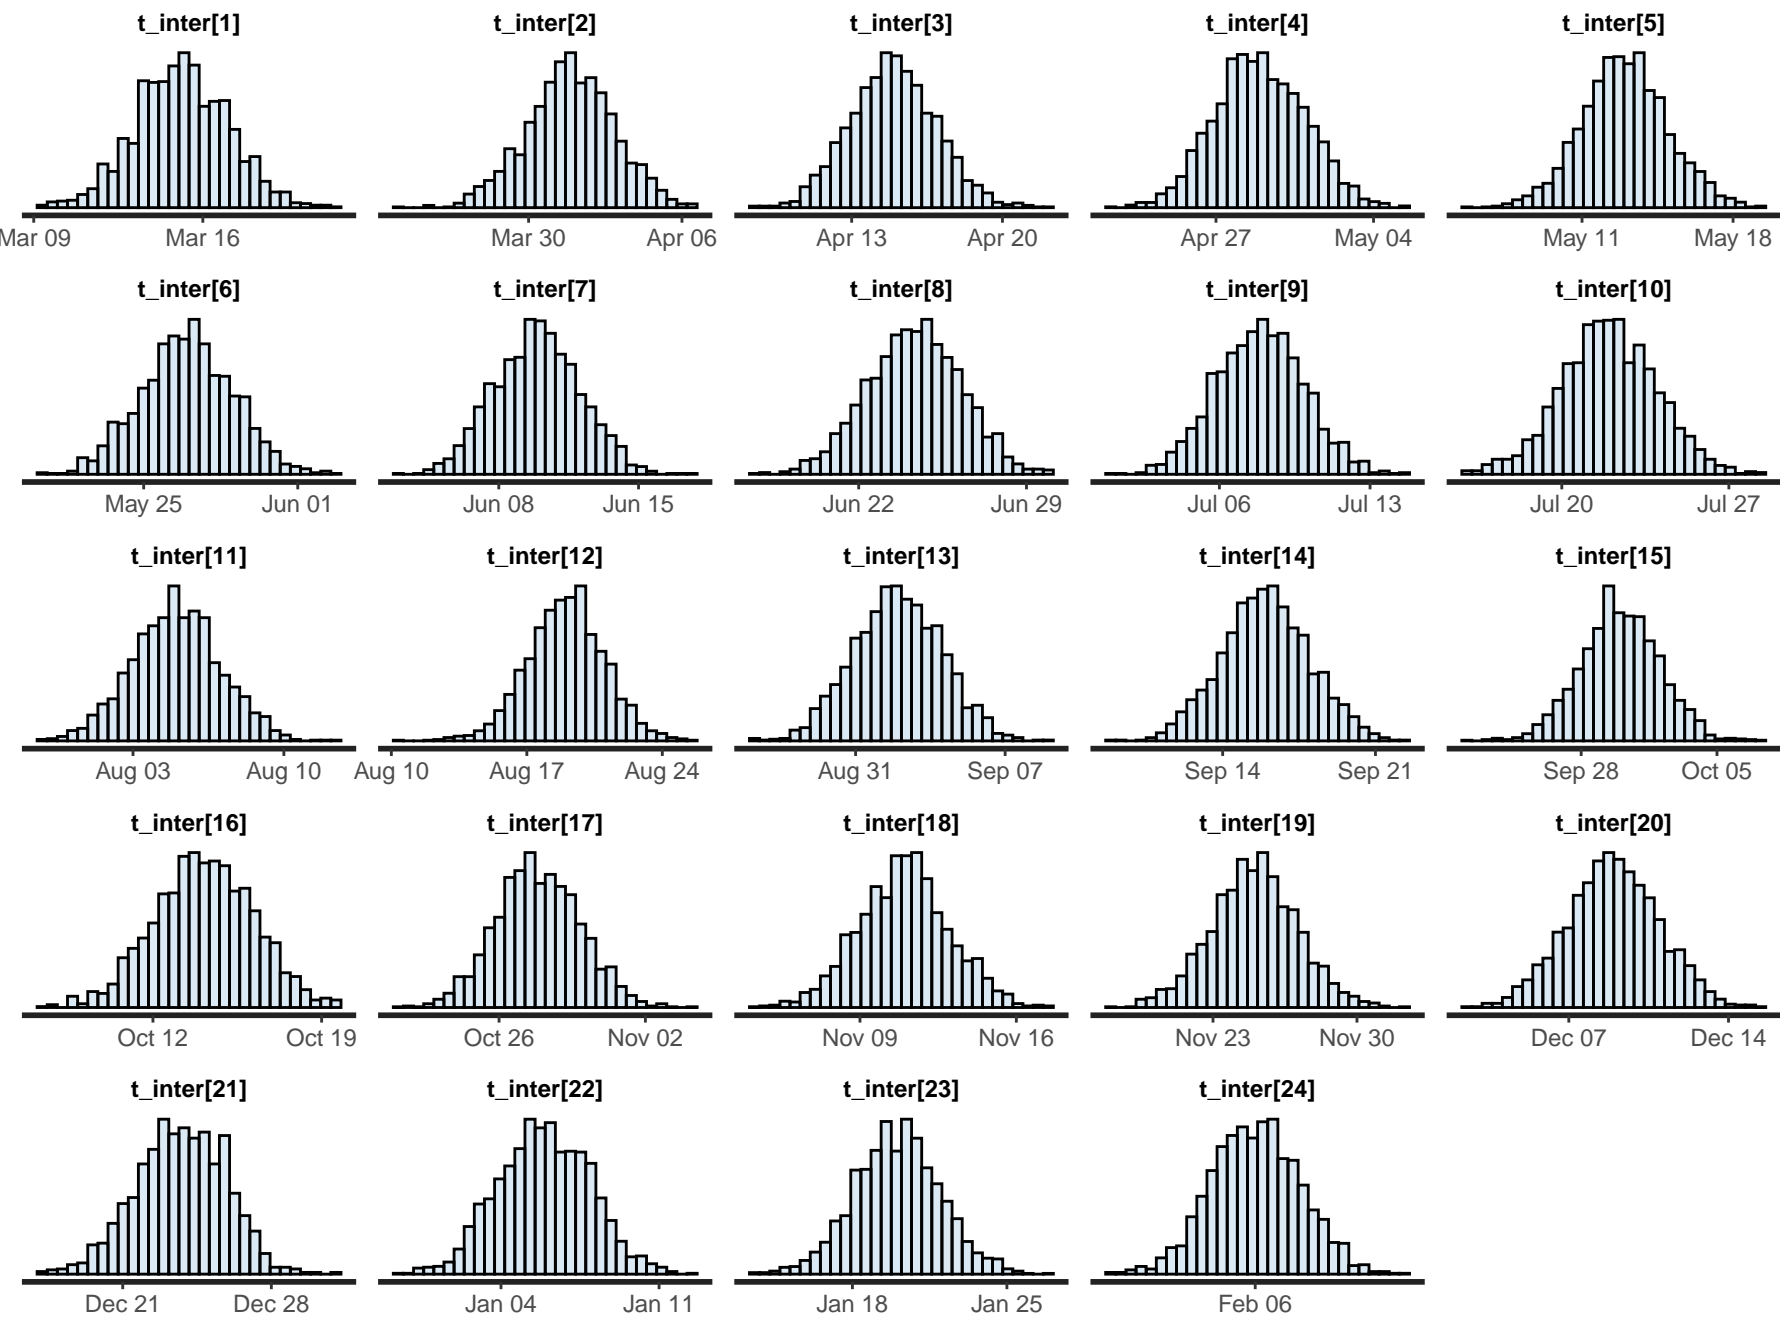 t_inter[1] t_inter[2] t_inter[3] t_inter[4] t_inter[5]
Mar 09 Mar 16 Mar 30 Apr 06 Apr 13 Apr 20 Apr 27 May 04 May 11 May 18
t_inter[6] t_inter[7] t_inter[8] t_inter[9] t_inter[10]
May 25 Jun 01 Jun 08 Jun 15 Jun 22 Jun 29 Jul 06 Jul 13 Jul 20 Jul 27
t_inter[11] t_inter[12] t_inter[13] t_inter[14] t_inter[15]
Aug 03 Aug 10 Aug 10 Aug 17 Aug 24 Aug 31 Sep 07 Sep 14 Sep 21 Sep 28 Oct 05
t_inter[16] t_inter[17] t_inter[18] t_inter[19] t_inter[20]
Oct 12 Oct 19 Oct 26 Nov 02 Nov 09 Nov 16 Nov 23 Nov 30 Dec 07 Dec 14
t_inter[21] t_inter[22] t_inter[23] t_inter[24]
Dec 21 Dec 28 Jan 04 Jan 11 Jan 18 Jan 25 Feb 06